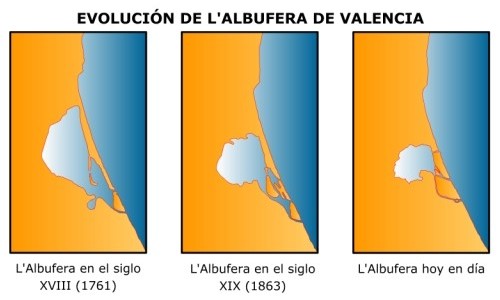 EVOLUCIÓN DE L'ALBUFERA DE VALENCIA
L'Albufera en el siglo
XVIII (1761)
L'Albufera en el siglo
XIX (1863)
L'Albufera hoy en día